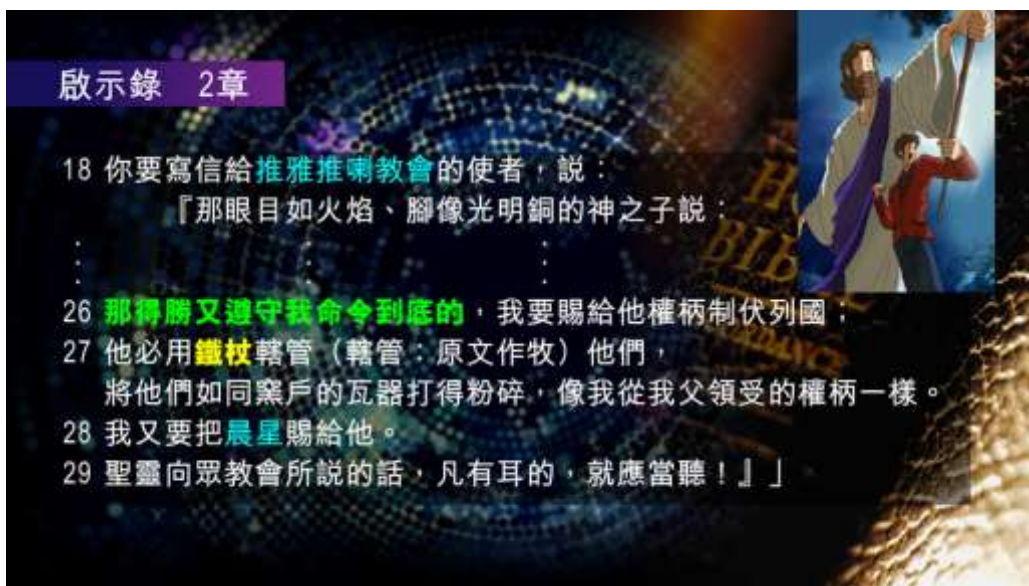 啟示錄　2章
18 你要寫信給推雅推喇教會的使者，説：
『那眼目如火焰、腳像光明銅的神之子説：
26 那得勝又遵守我命令到底的，我要賜給他權柄制伏列國；
27 他必用鐵杖轄管（轄管：原文作牧）他們，
將他們如同窯戶的瓦器打得粉碎，像我從我父領受的權柄一樣。
28 我又要把晨星賜給他。
29 聖靈向眾教會所説的話，凡有耳的，就應當聽！』」
HO
BIBL